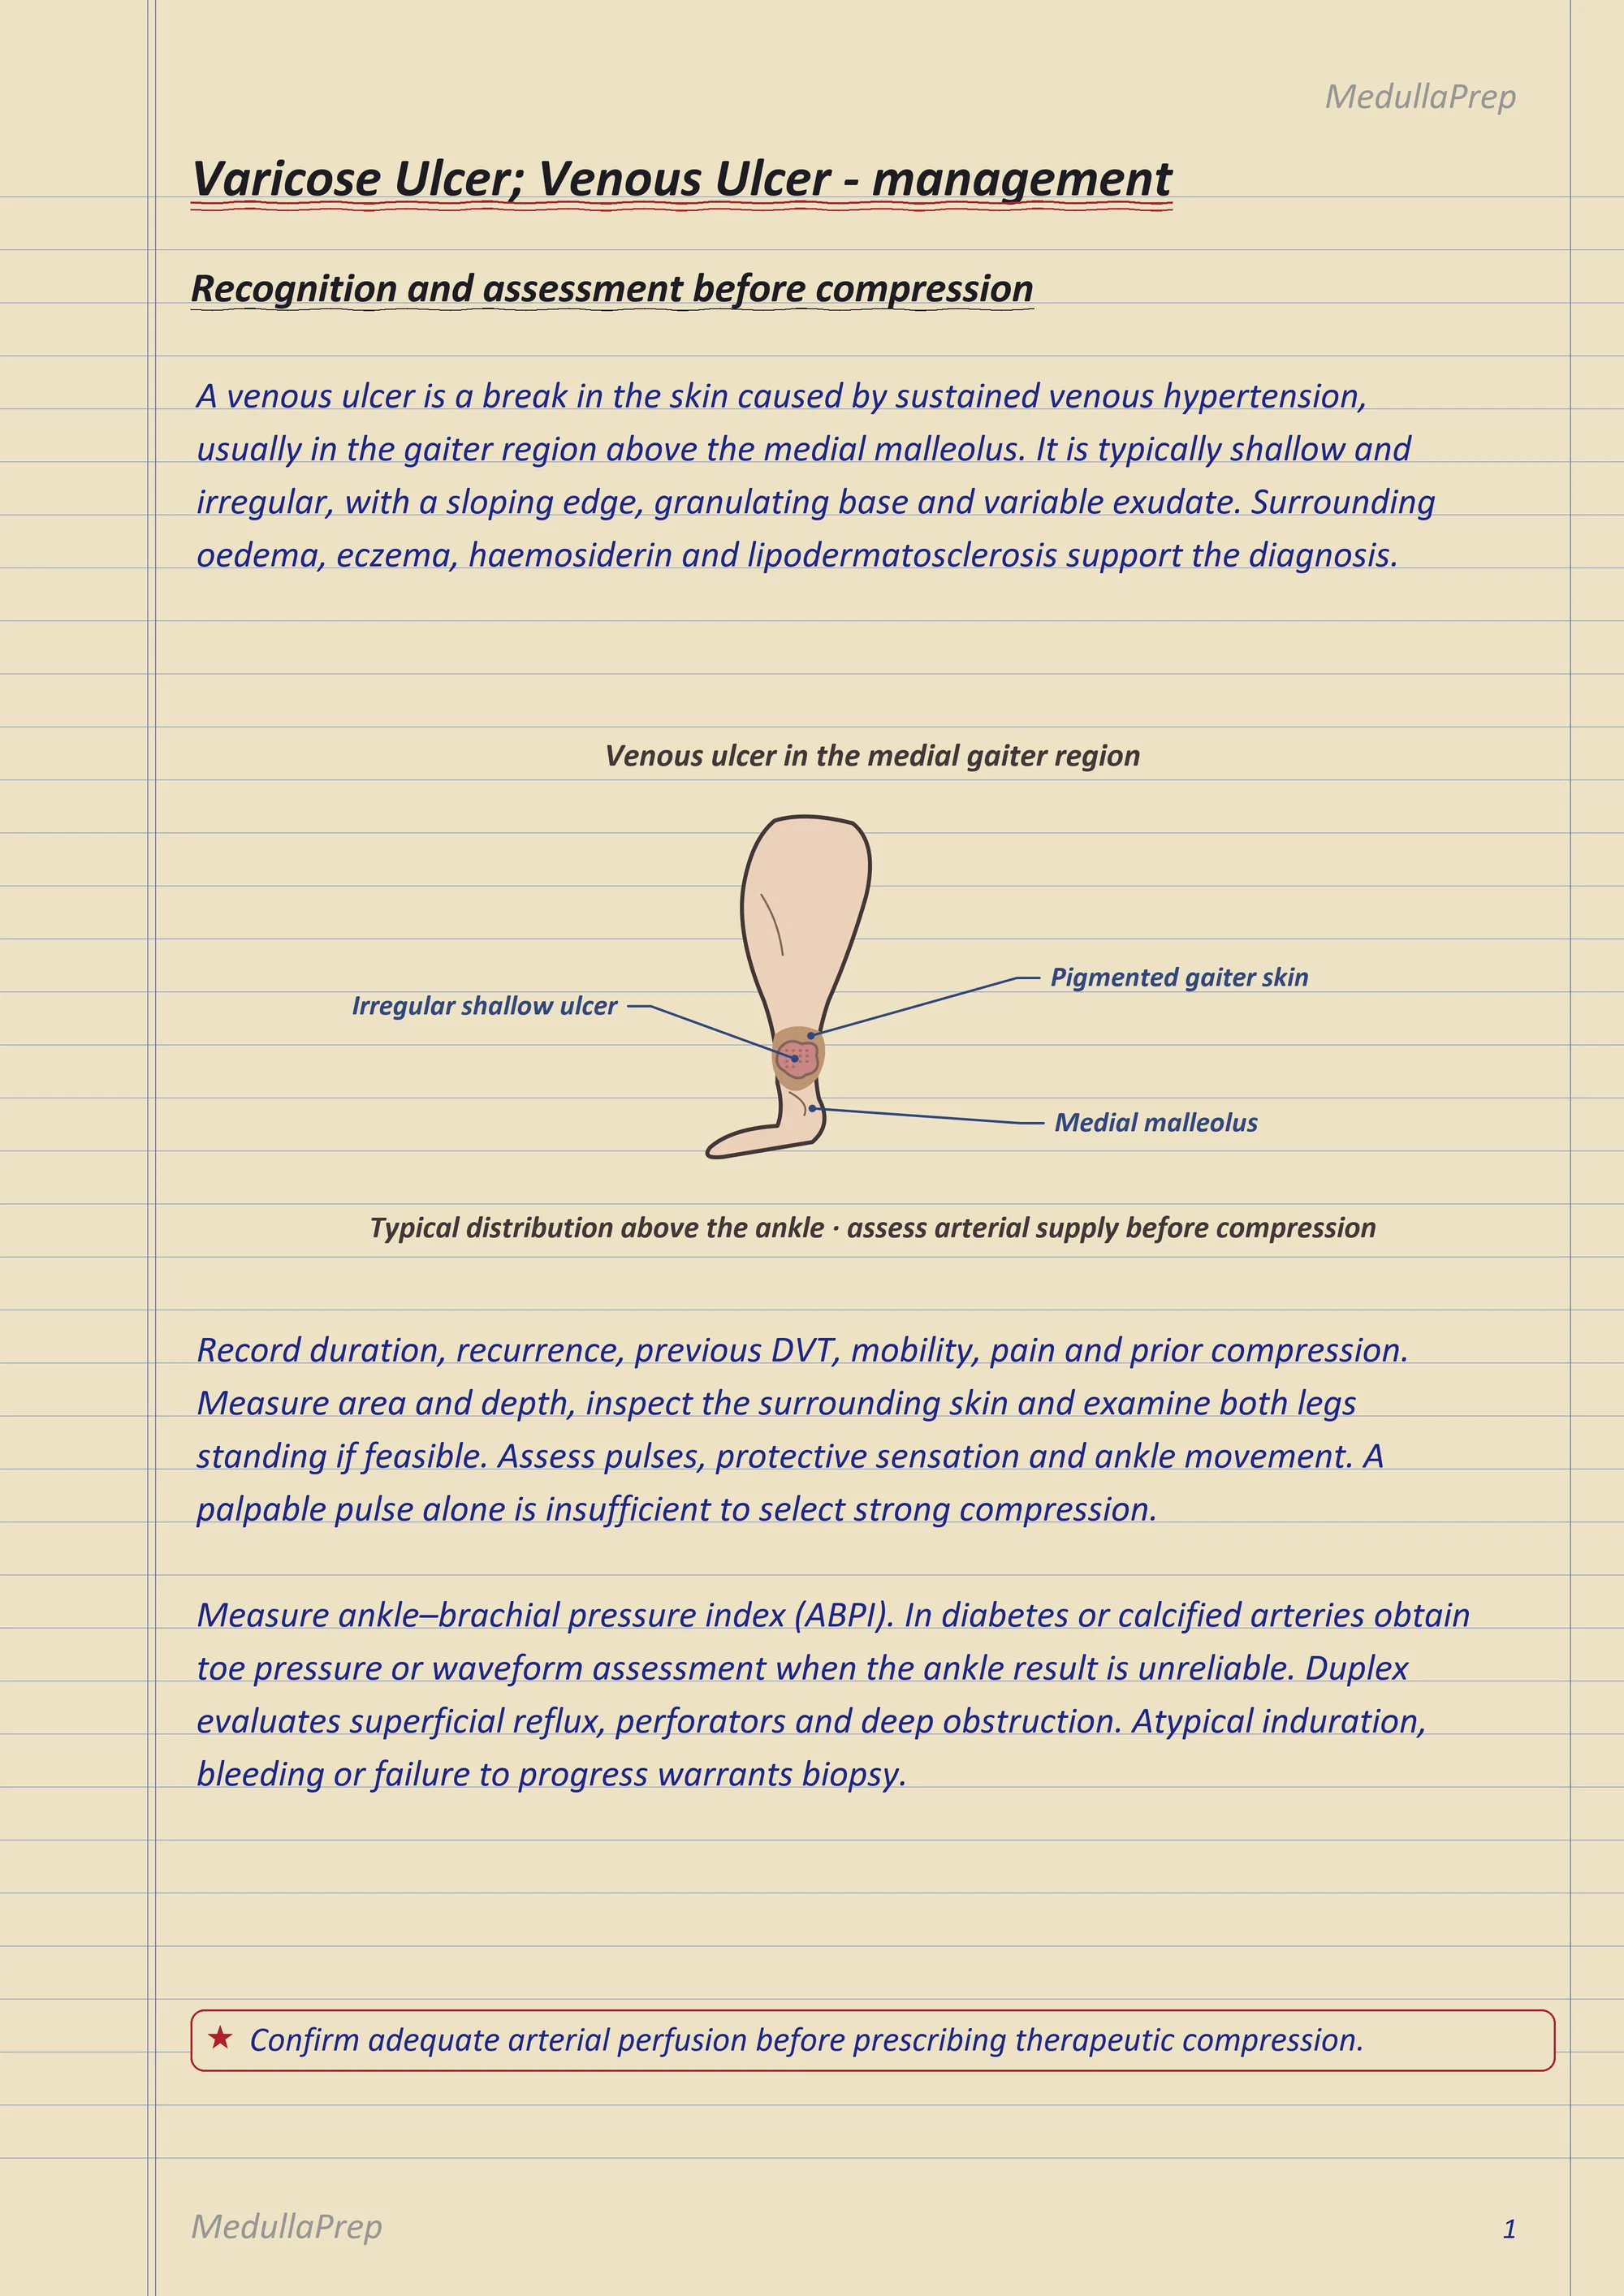 MedullaPrep
Varicose Ulcer; Venous Ulcer - management
Recognition and assessment before compression
A venous ulcer is a break in the skin caused by sustained venous hypertension,
usually in the gaiter region above the medial malleolus. It is typically shallow and
irregular, with a sloping edge, granulating base and variable exudate. Surrounding
oedema, eczema, haemosiderin and lipodermatosclerosis support the diagnosis.
Venous ulcer in the medial gaiter region
Pigmented gaiter skin
Irregular shallow ulcer
Medial malleolus
Typical distribution above the ankle · assess arterial supply before compression
Record duration, recurrence, previous DVT, mobility, pain and prior compression.
Measure area and depth, inspect the surrounding skin and examine both legs
standing if feasible. Assess pulses, protective sensation and ankle movement. A
palpable pulse alone is insufficient to select strong compression.
Measure ankle–brachial pressure index (ABPI). In diabetes or calcified arteries obtain
toe pressure or waveform assessment when the ankle result is unreliable. Duplex
evaluates superficial reflux, perforators and deep obstruction. Atypical induration,
bleeding or failure to progress warrants biopsy.
★ Confirm adequate arterial perfusion before prescribing therapeutic compression.
MedullaPrep
1